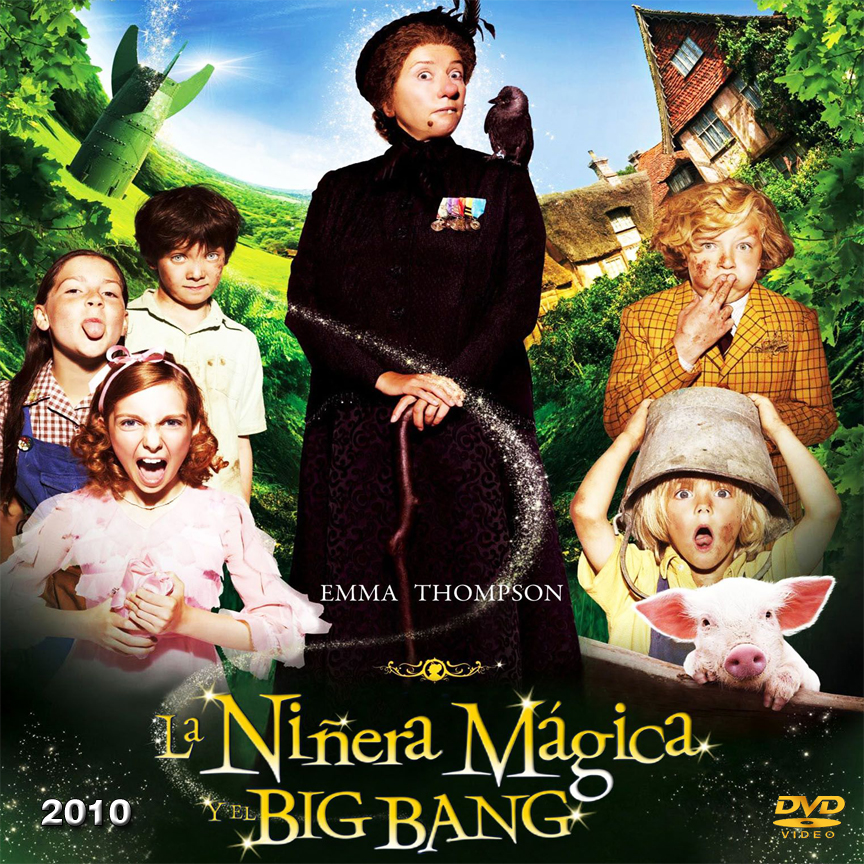 EMMA THOMPSON
La Niñera Mágica
Y EL BIG BANG
2010
DVD
VIDEO